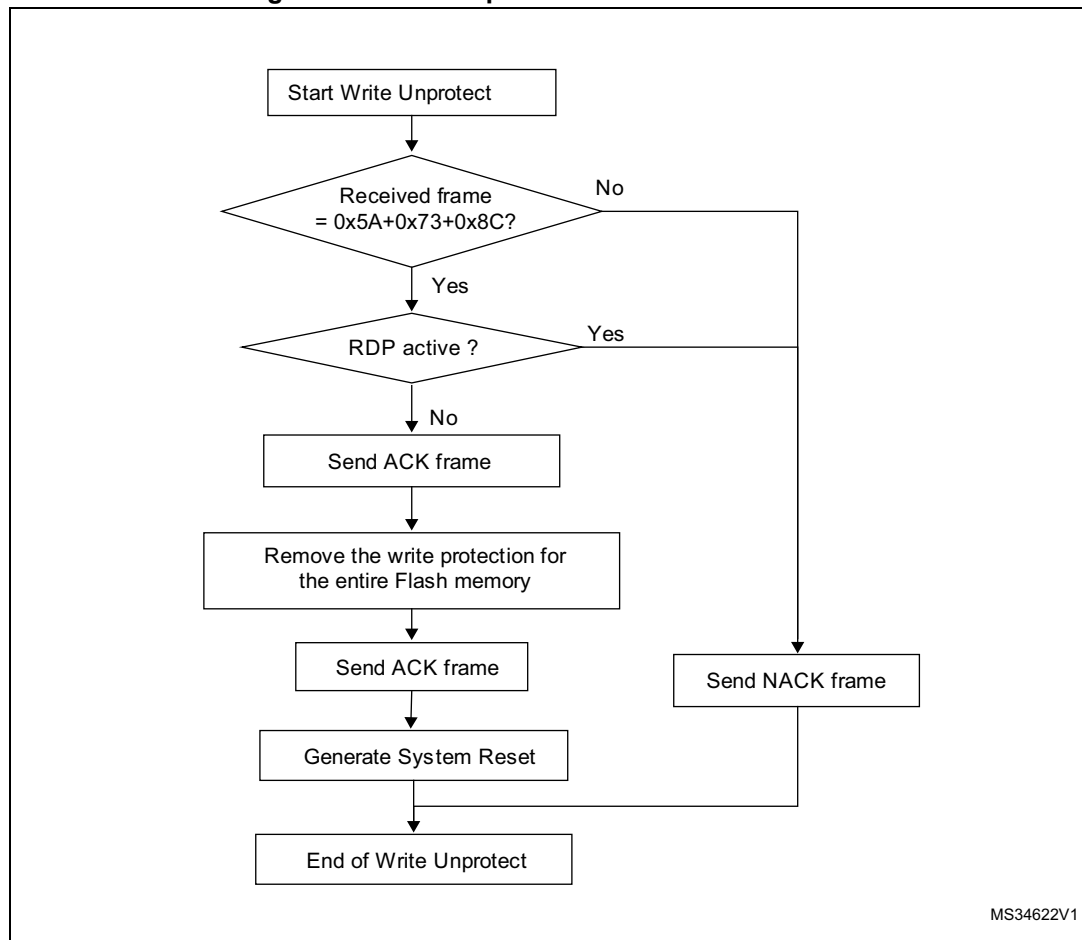 Start Write Unprotect
Received frame
= 0x5A+0x73+0x8C?
No
Yes
RDP active ?
Yes
No
Send ACK frame
Remove the write protection for
the entire Flash memory
Send ACK frame
Send NACK frame
Generate System Reset
End of Write Unprotect
MS34622V1